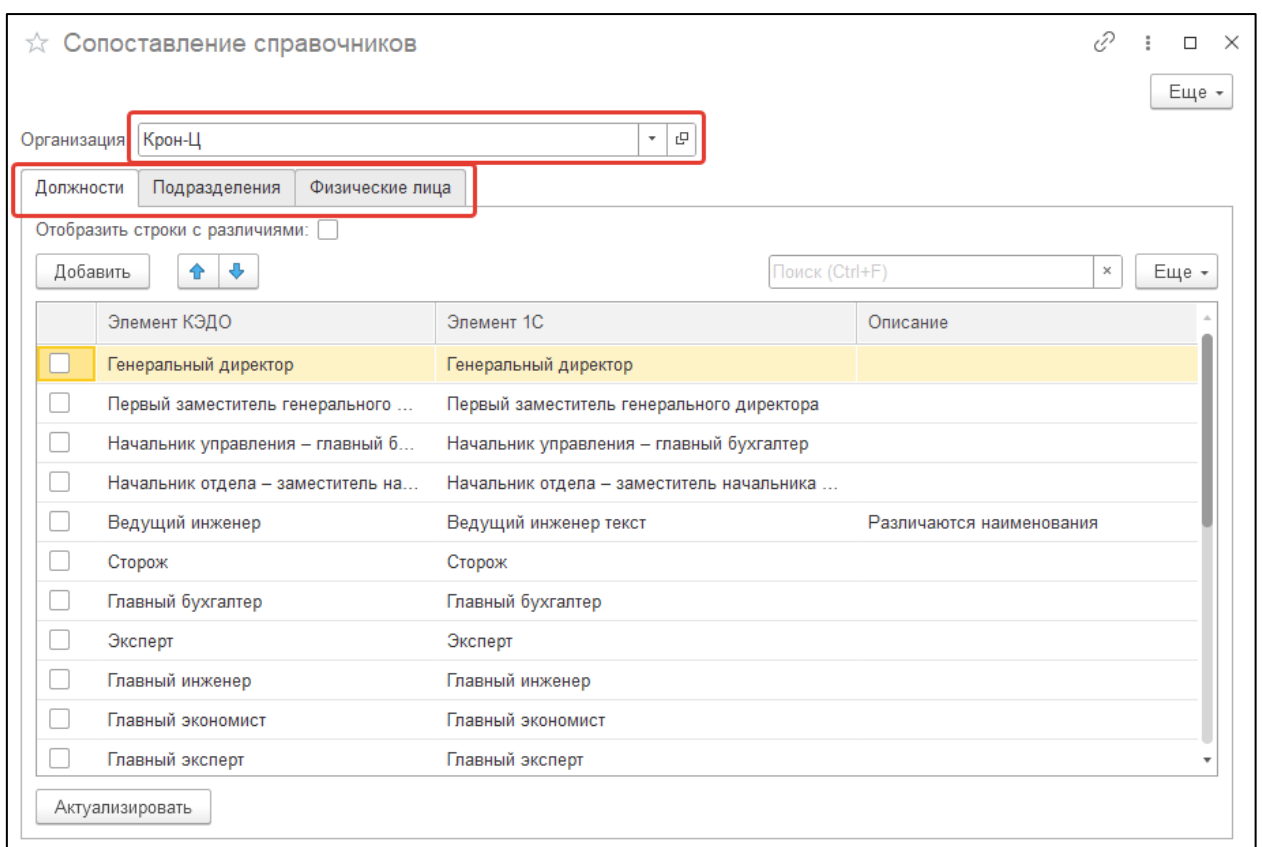 Сопоставление справочников
Еще
Организация: Крон-Ц
Должности Подразделения Физические лица
Отобразить строки с различиями:
Добавить Поиск (Ctrl+F) × Еще
Элемент КЭДО Элемент 1С Описание
Генеральный директор Генеральный директор
Первый заместитель генерального ... Первый заместитель генерального директора
Начальник управления – главный б... Начальник управления – главный бухгалтер
Начальник отдела – заместитель на... Начальник отдела – заместитель начальника ...
Ведущий инженер Ведущий инженер текст Различаются наименования
Сторож Сторож
Главный бухгалтер Главный бухгалтер
Эксперт Эксперт
Главный инженер Главный инженер
Главный экономист Главный экономист
Главный эксперт Главный эксперт
Актуализировать